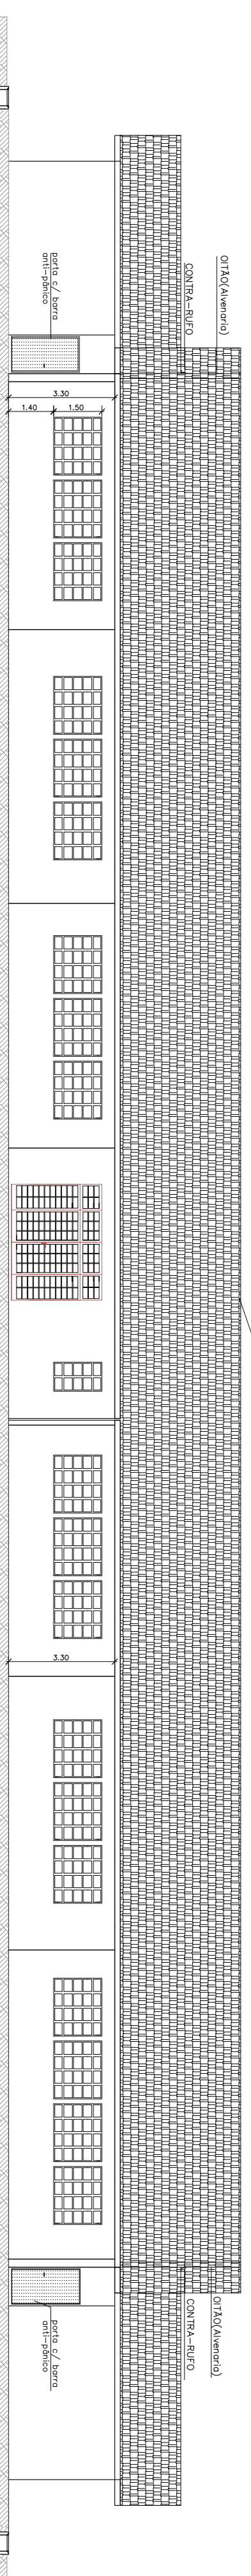 OITÃO(Alvenaria)
CONTRA-RUFO
porta c/ barra
anti-pânico
3.30
1.40
1.50
3.30
OITÃO(Alvenaria)
CONTRA-RUFO
porta c/ barra
anti-pânico